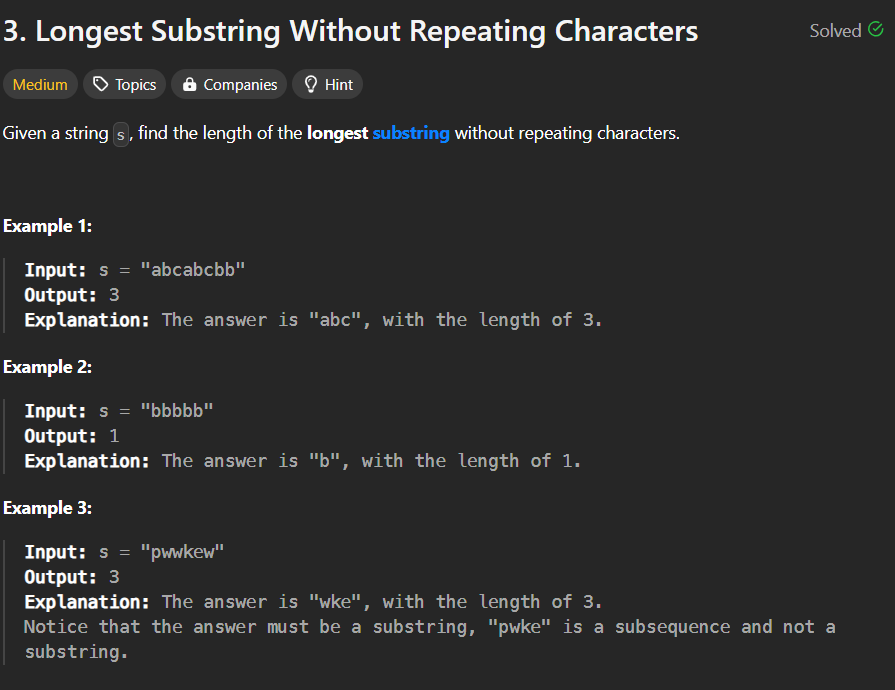 3. Longest Substring Without Repeating Characters
Solved
Medium
Topics
Companies
Hint
Given a string s, find the length of the longest substring without repeating characters.
Example 1:
Input: s = "abcabcbb"
Output: 3
Explanation: The answer is "abc", with the length of 3.
Example 2:
Input: s = "bbbbb"
Output: 1
Explanation: The answer is "b", with the length of 1.
Example 3:
Input: s = "pwwkew"
Output: 3
Explanation: The answer is "wke", with the length of 3.
Notice that the answer must be a substring, "pwke" is a subsequence and not a
substring.